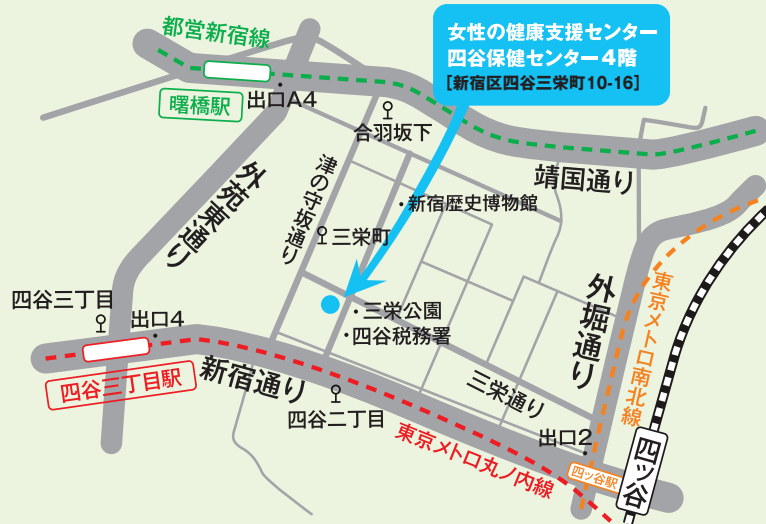 都営新宿線
女性の健康支援センター
四谷保健センター4階
[新宿区四谷三栄町10-16]
曙橋駅
出口A4
合羽坂下
靖国通り
外苑東通り
津の守坂通り
・新宿歴史博物館
三栄町
四谷三丁目
出口4
・三栄公園
・四谷税務署
外堀通り
東京メトロ南北線
四谷三丁目駅
新宿通り
四谷二丁目
三栄通り
東京メトロ丸ノ内線
出口2
四ッ谷駅
四ッ谷